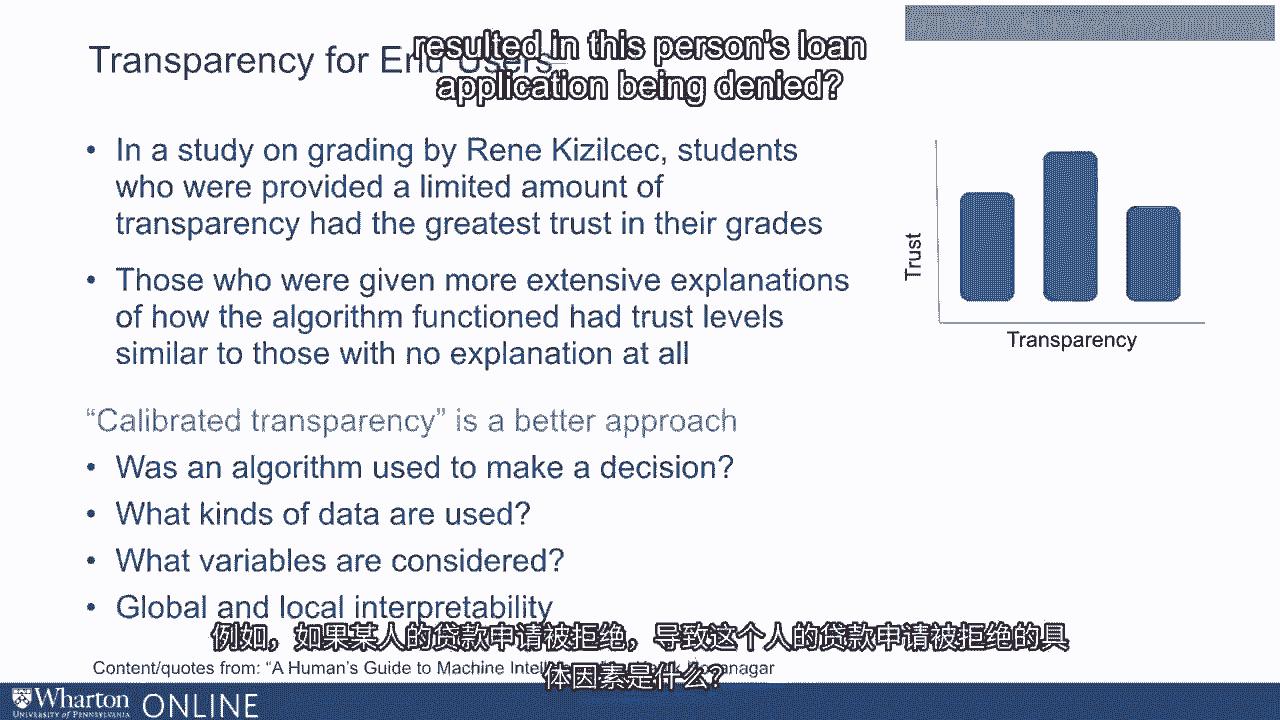 resulted in this person's loan
application being denied?
Transparency for End Users
• In a study on grading by Rene Kizilcec, students
who were provided a limited amount of
transparency had the greatest trust in their grades
• Those who were given more extensive explanations
of how the algorithm functioned had trust levels
similar to those with no explanation at all
Trust
Transparency
“Calibrated transparency” is a better approach
• Was an algorithm used to make a decision?
• What kinds of data are used?
• What variables are considered?
• Global and local interpretability
例如，如果某人的贷款申请被拒绝，导致这个人的贷款申请被拒绝的具
体因素是什么？
Content/quotes from: “A Human’s Guide to Machine
Wharton ONLINE
UNIVERSITY of PENNSYLVANIA